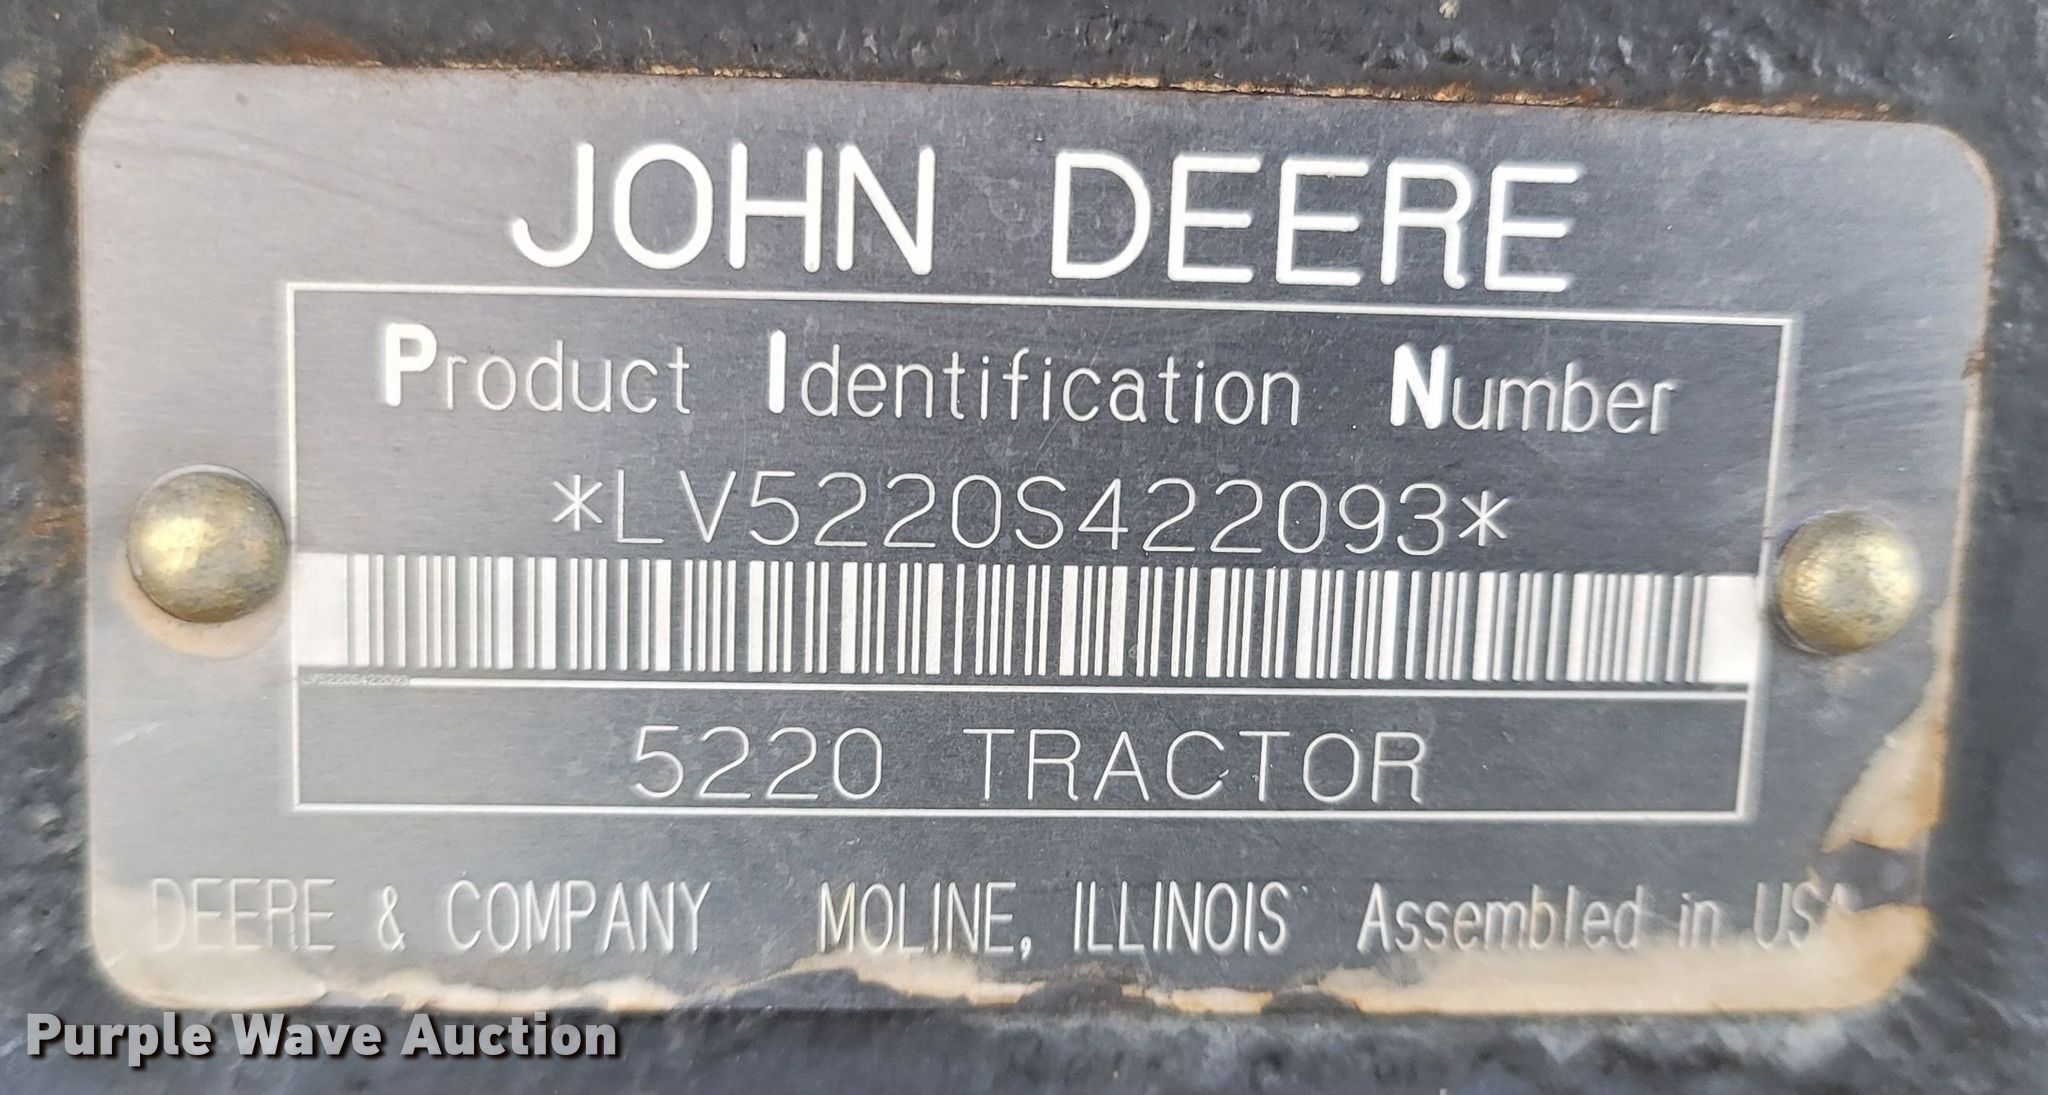 JOHN DEERE
Product Identification Number
*LV5220S422093*
LV5220S422093
5220 TRACTOR
DEERE & COMPANY MOLINE, ILLINOIS Assembled in USA
Purple Wave Auction